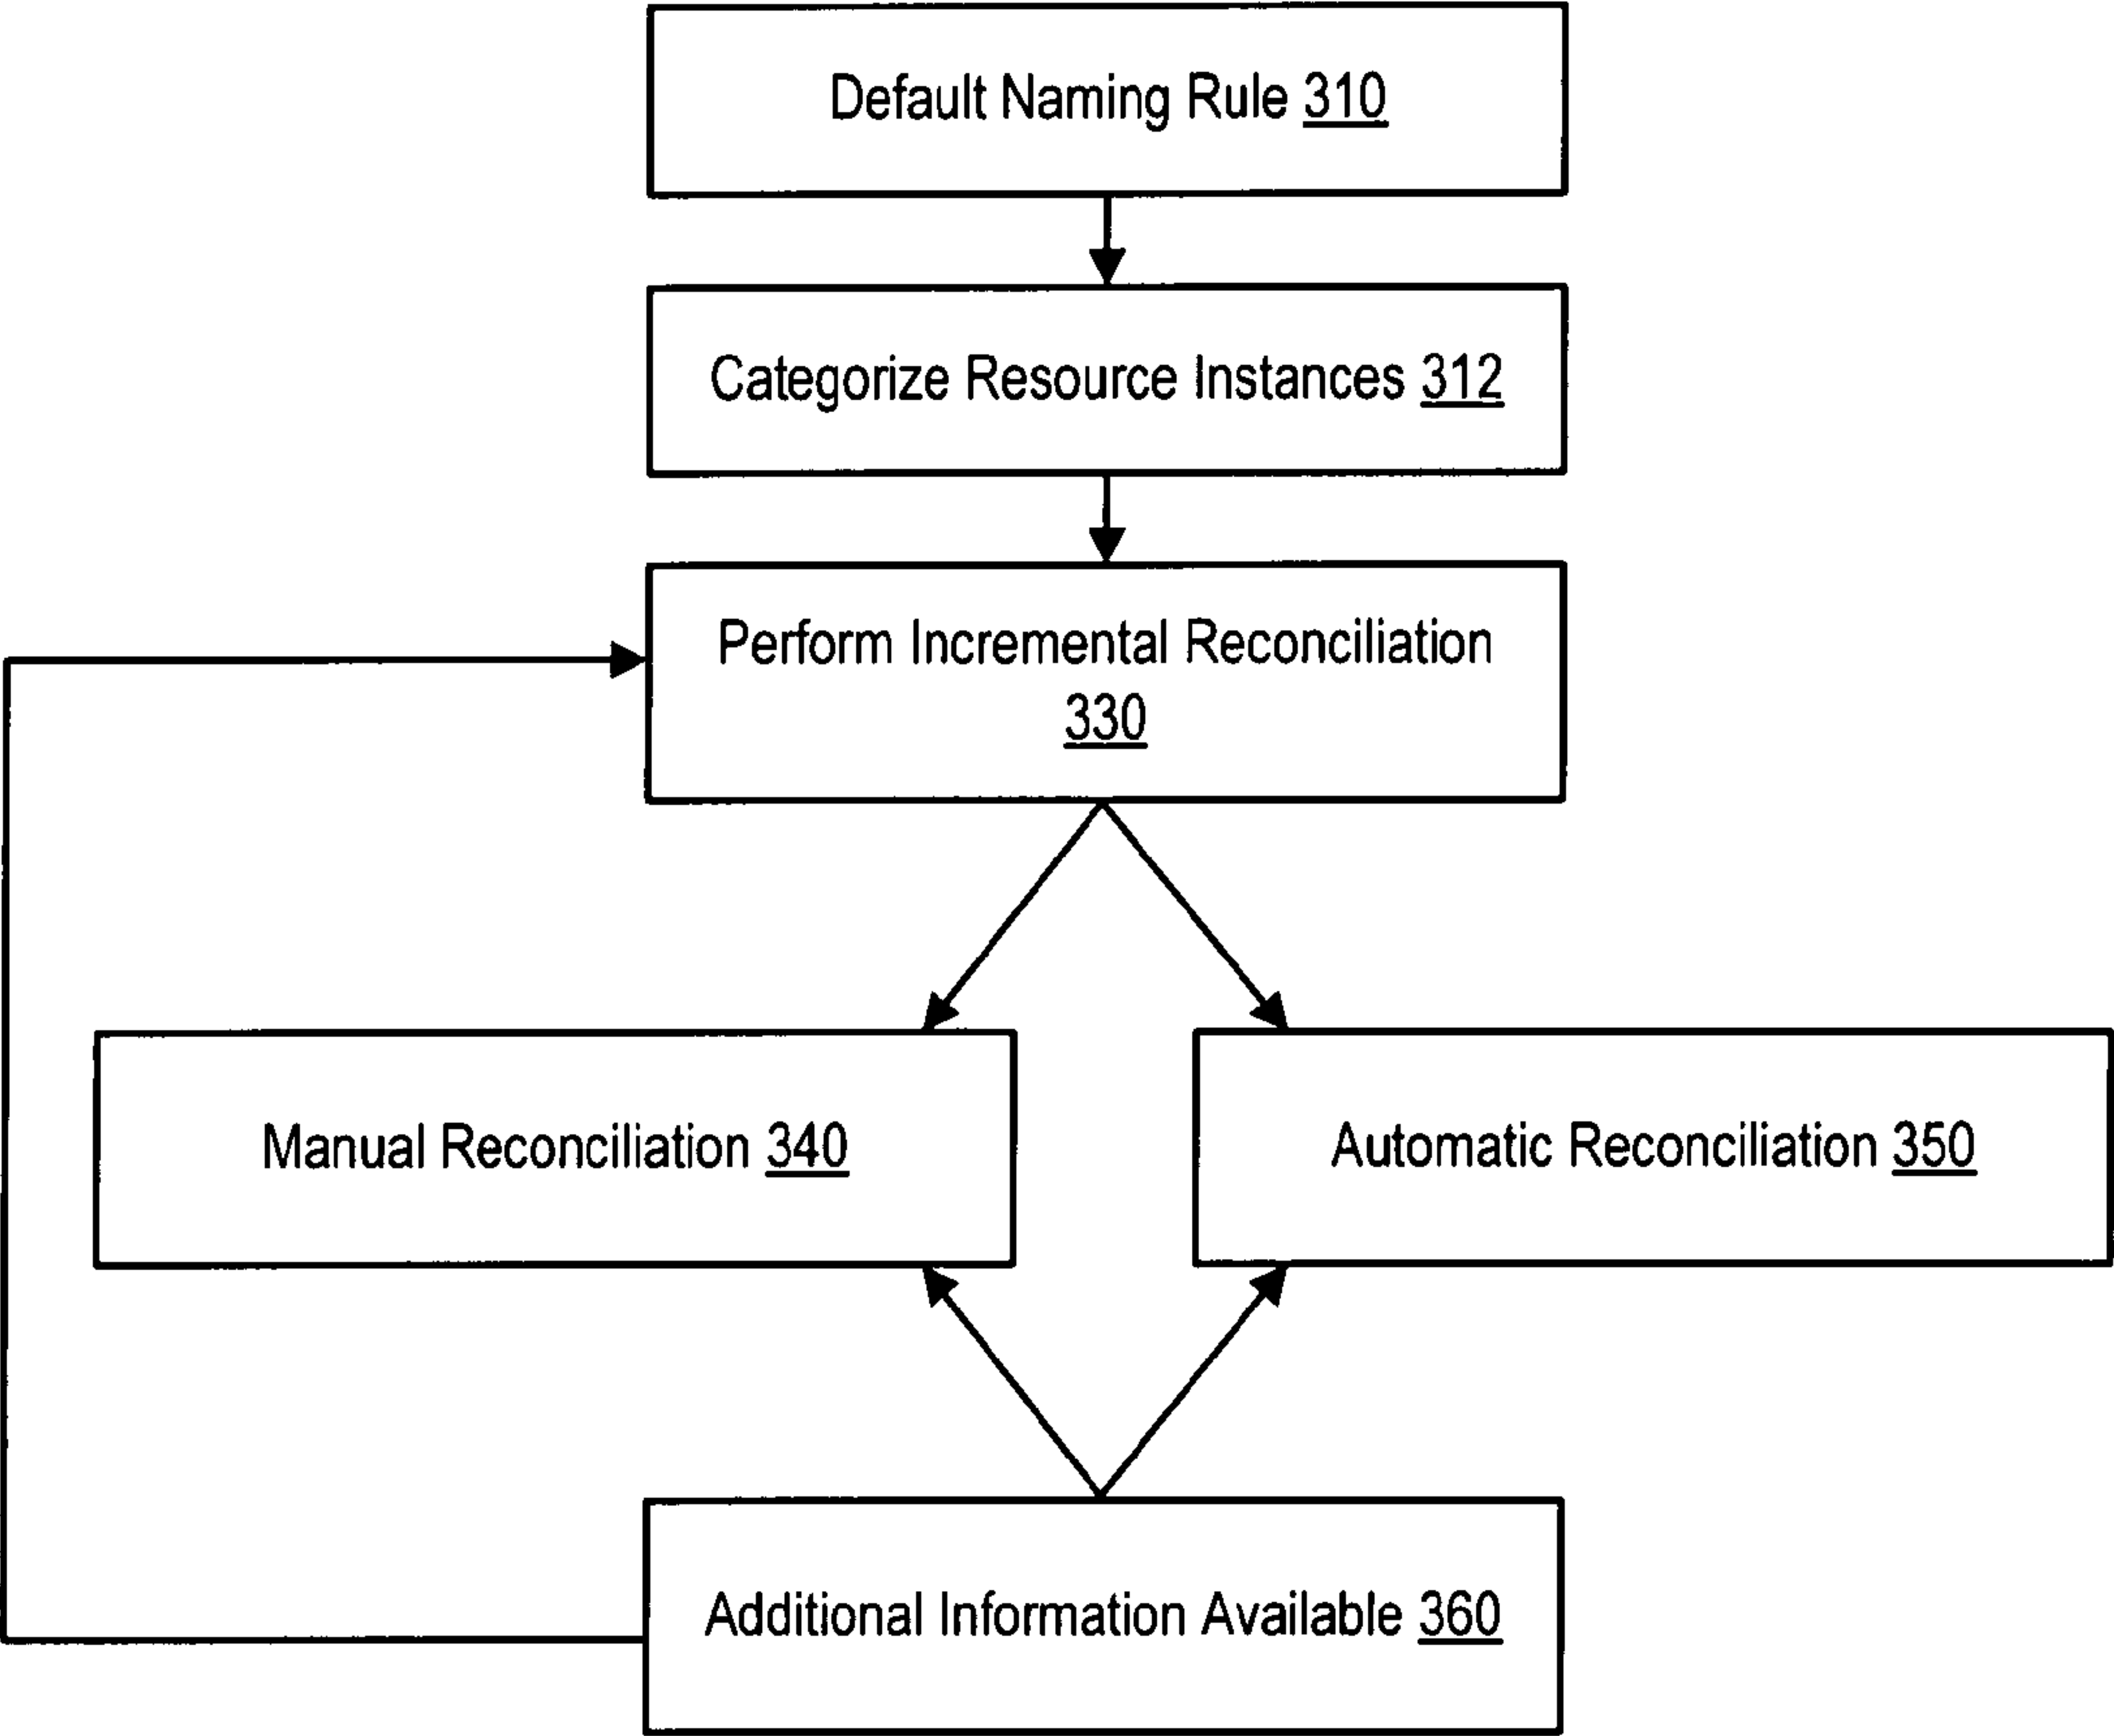 Default Naming Rule 310
Categorize Resource Instances 312
Perform Incremental Reconciliation
330
Manual Reconciliation 340
Automatic Reconciliation 350
Additional Information Available 360